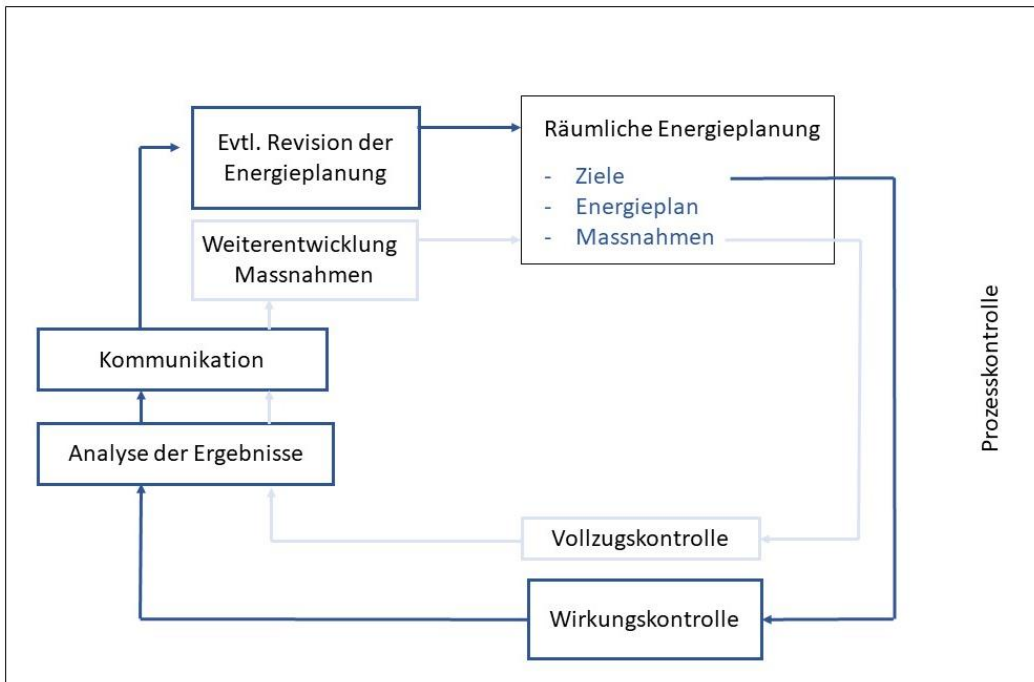 Evtl. Revision der
Energieplanung
Räumliche Energieplanung
- Ziele
- Energieplan
- Massnahmen
Weiterentwicklung
Massnahmen
Kommunikation
Analyse der Ergebnisse
Vollzugskontrolle
Wirkungskontrolle
Prozesskontrolle